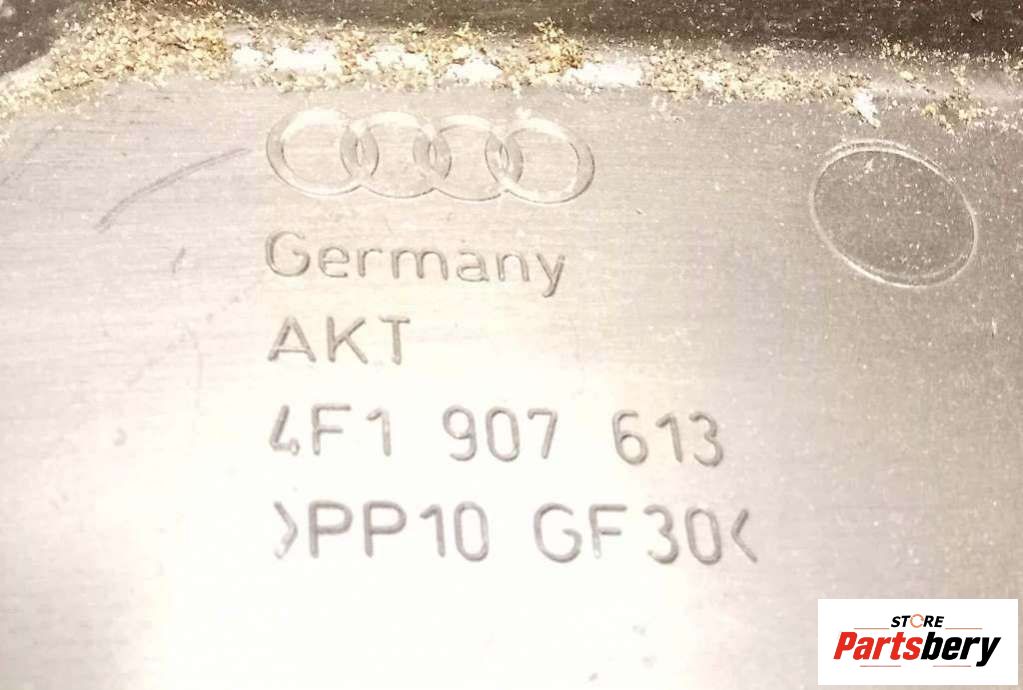 Germany
AKT
4F1 907 613
>PP10 GF30<
STORE
Partsbery